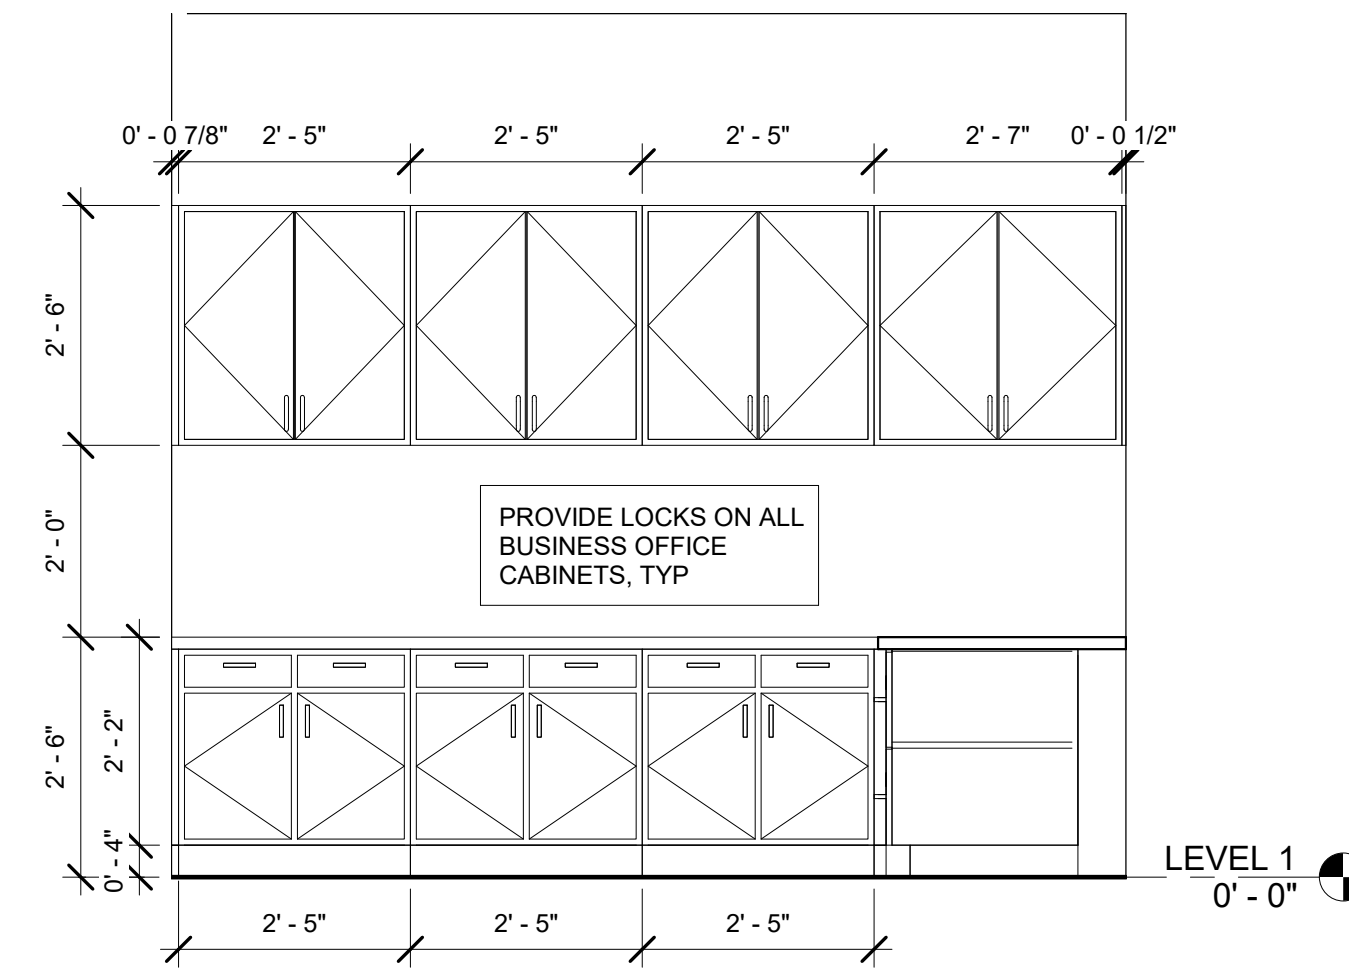 0' - 0 7/8" 2' - 5" 2' - 5" 2' - 5" 2' - 7" 0' - 0 1/2"
2' - 6"
2' - 0"
PROVIDE LOCKS ON ALL
BUSINESS OFFICE
CABINETS, TYP
2' - 6"
2' - 2"
0' - 4"
LEVEL 1
0' - 0"
2' - 5" 2' - 5" 2' - 5"